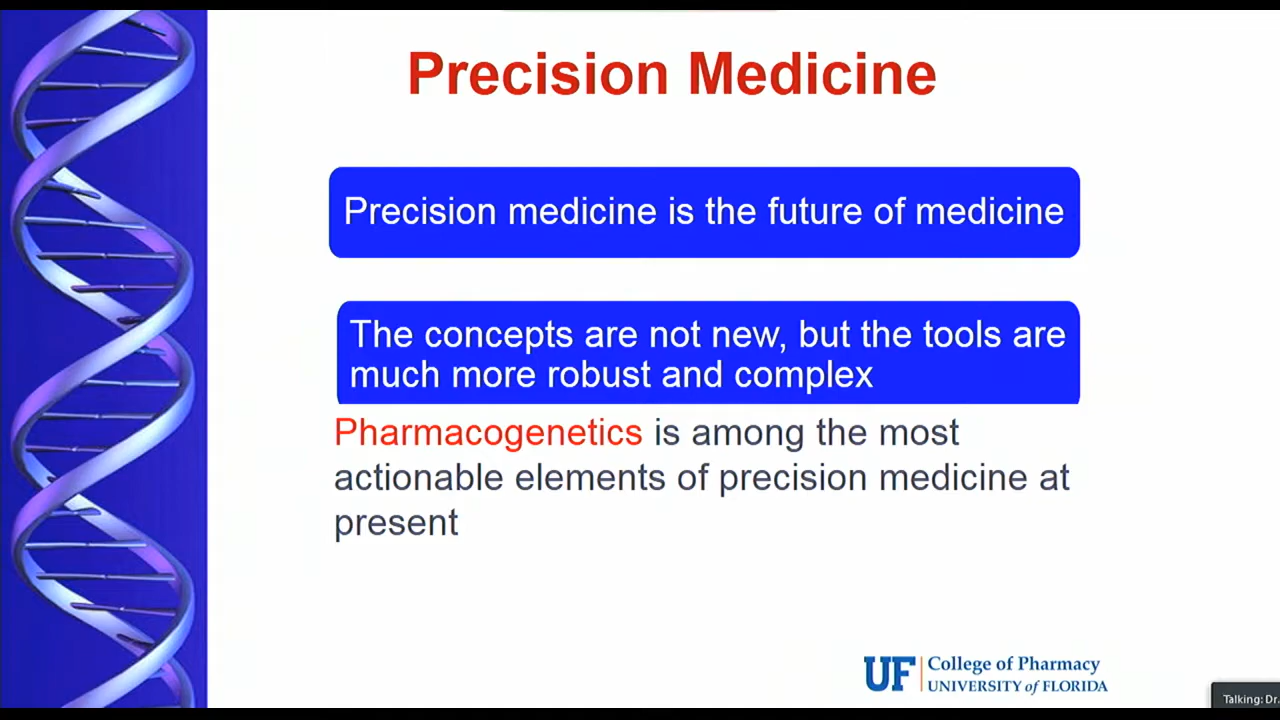 Precision Medicine
Precision medicine is the future of medicine
The concepts are not new, but the tools are
much more robust and complex
Pharmacogenetics is among the most
actionable elements of precision medicine at
present
UF College of Pharmacy
UNIVERSITY of FLORIDA
Talking: Dr.